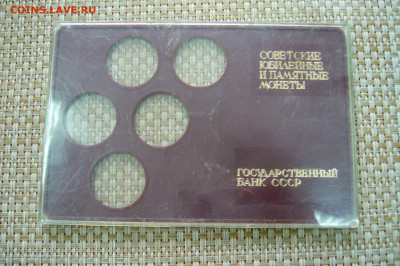 COINS.LAVE.RU
СОВЕТСКИЕ
ЮБИЛЕЙНЫЕ
И ПАМЯТНЫЕ
МОНЕТЫ
ГОСУДАРСТВЕННЫЙ
БАНК СССР